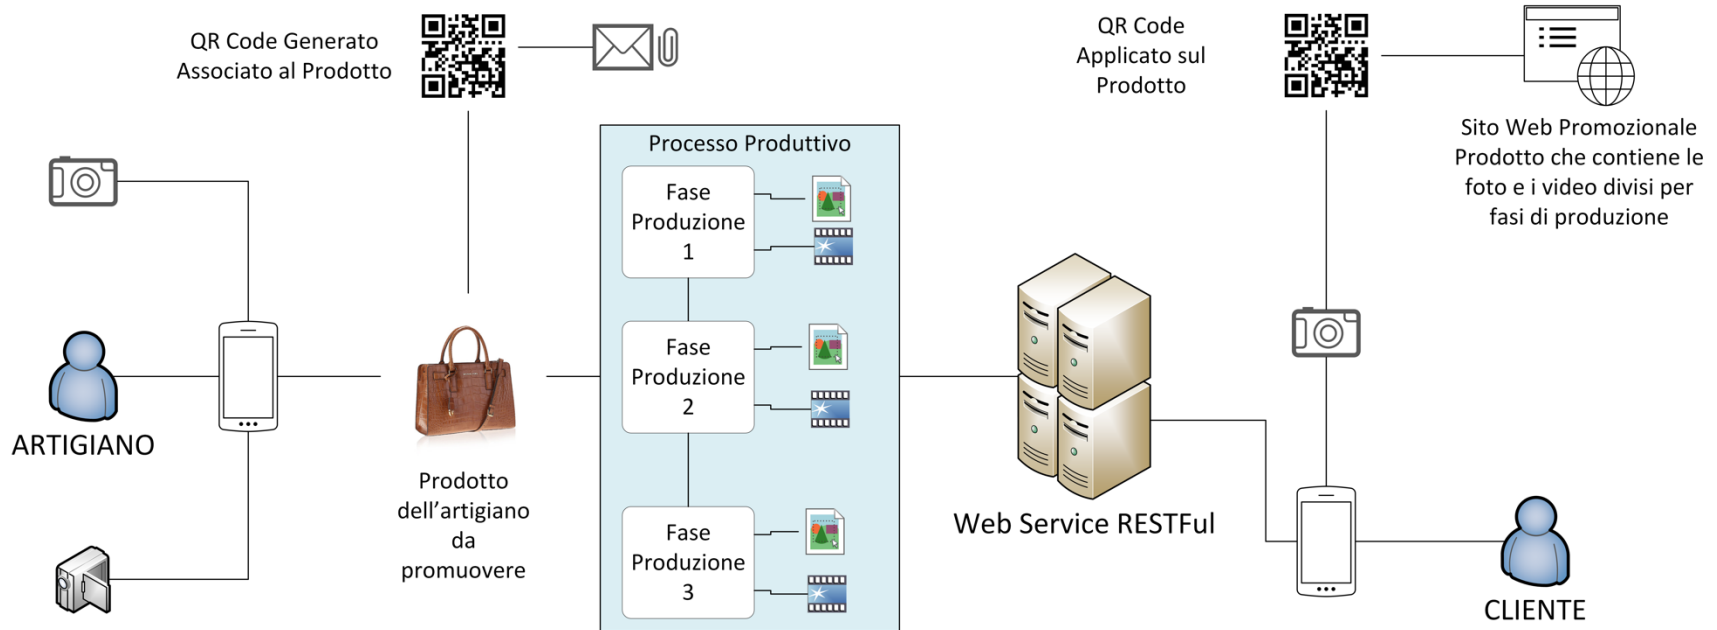 QR Code Generato
Associato al Prodotto
QR Code
Applicato sul
Prodotto
Sito Web Promozionale
Prodotto che contiene le
foto e i video divisi per
fasi di produzione
Processo Produttivo
Fase
Produzione
1
Fase
Produzione
2
Fase
Produzione
3
ARTIGIANO
Prodotto
dell’artigiano
da
promuovere
Web Service RESTFul
CLIENTE